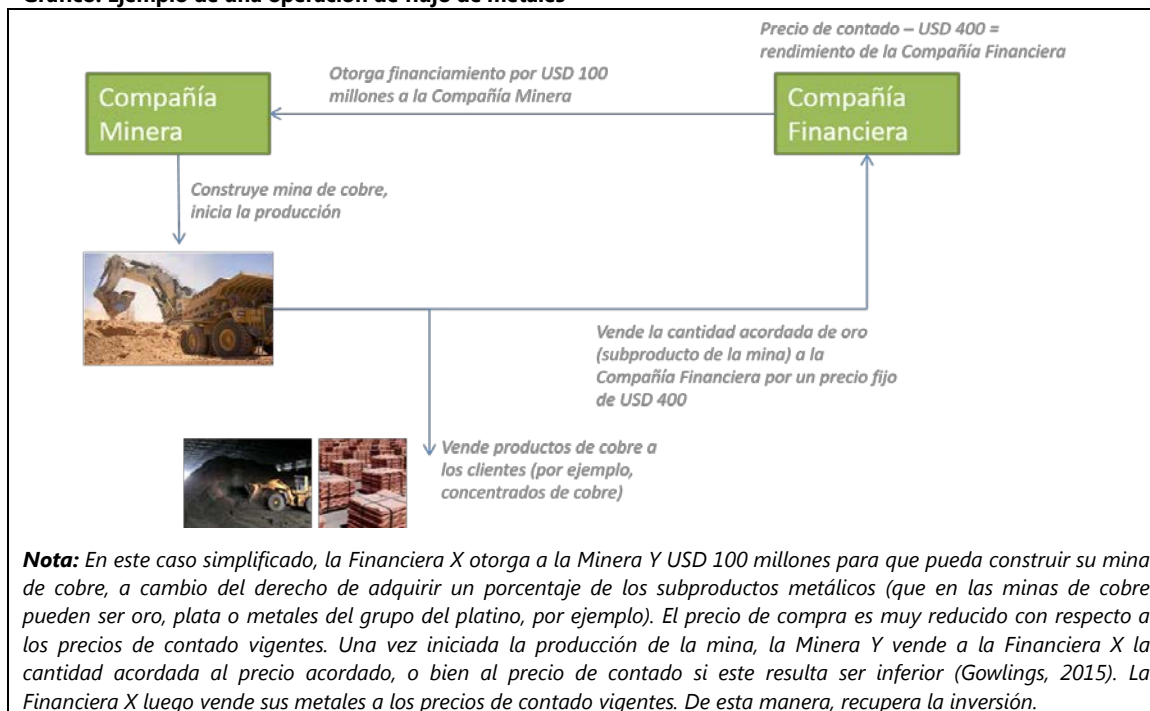 Gráfico: Ejemplo de una operación de flujo de metales
Precio de contado – USD 400 =
rendimiento de la Compañía Financiera
Otorga financiamiento por USD 100
millones a la Compañía Minera
Compañía
Minera
Compañía
Financiera
Construye mina de cobre,
inicia la producción
Vende la cantidad acordada de oro
(subproducto de la mina) a la
Compañía Financiera por un precio fijo
de USD 400
Vende productos de cobre a
los clientes (por ejemplo,
concentrados de cobre)
Nota: En este caso simplificado, la Financiera X otorga a la Minera Y USD 100 millones para que pueda construir su mina
de cobre, a cambio del derecho de adquirir un porcentaje de los subproductos metálicos (que en las minas de cobre
pueden ser oro, plata o metales del grupo del platino, por ejemplo). El precio de compra es muy reducido con respecto a
los precios de contado vigentes. Una vez iniciada la producción de la mina, la Minera Y vende a la Financiera X la
cantidad acordada al precio acordado, o bien al precio de contado si este resulta ser inferior (Gowlings, 2015). La
Financiera X luego vende sus metales a los precios de contado vigentes. De esta manera, recupera la inversión.